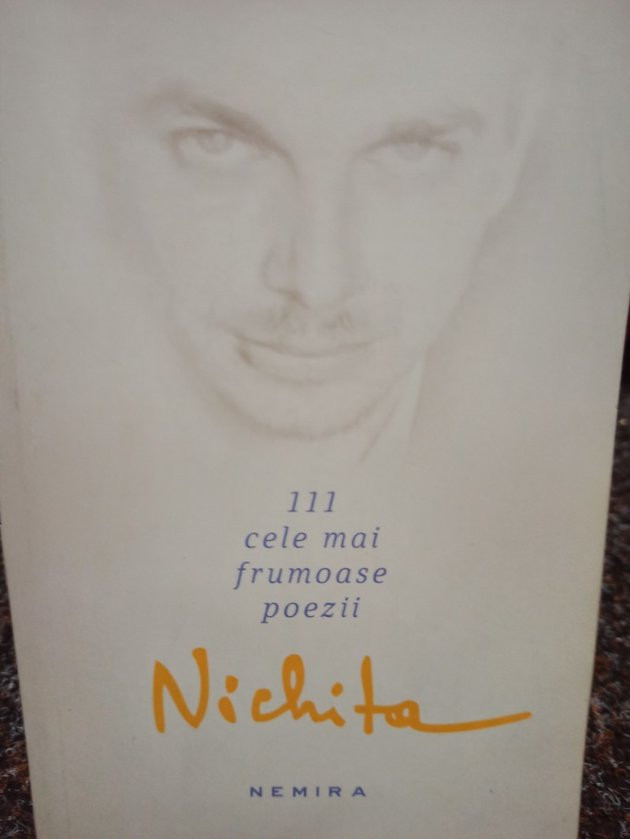 111
cele mai
frumoase
poezii
Nichita
NEMIRA